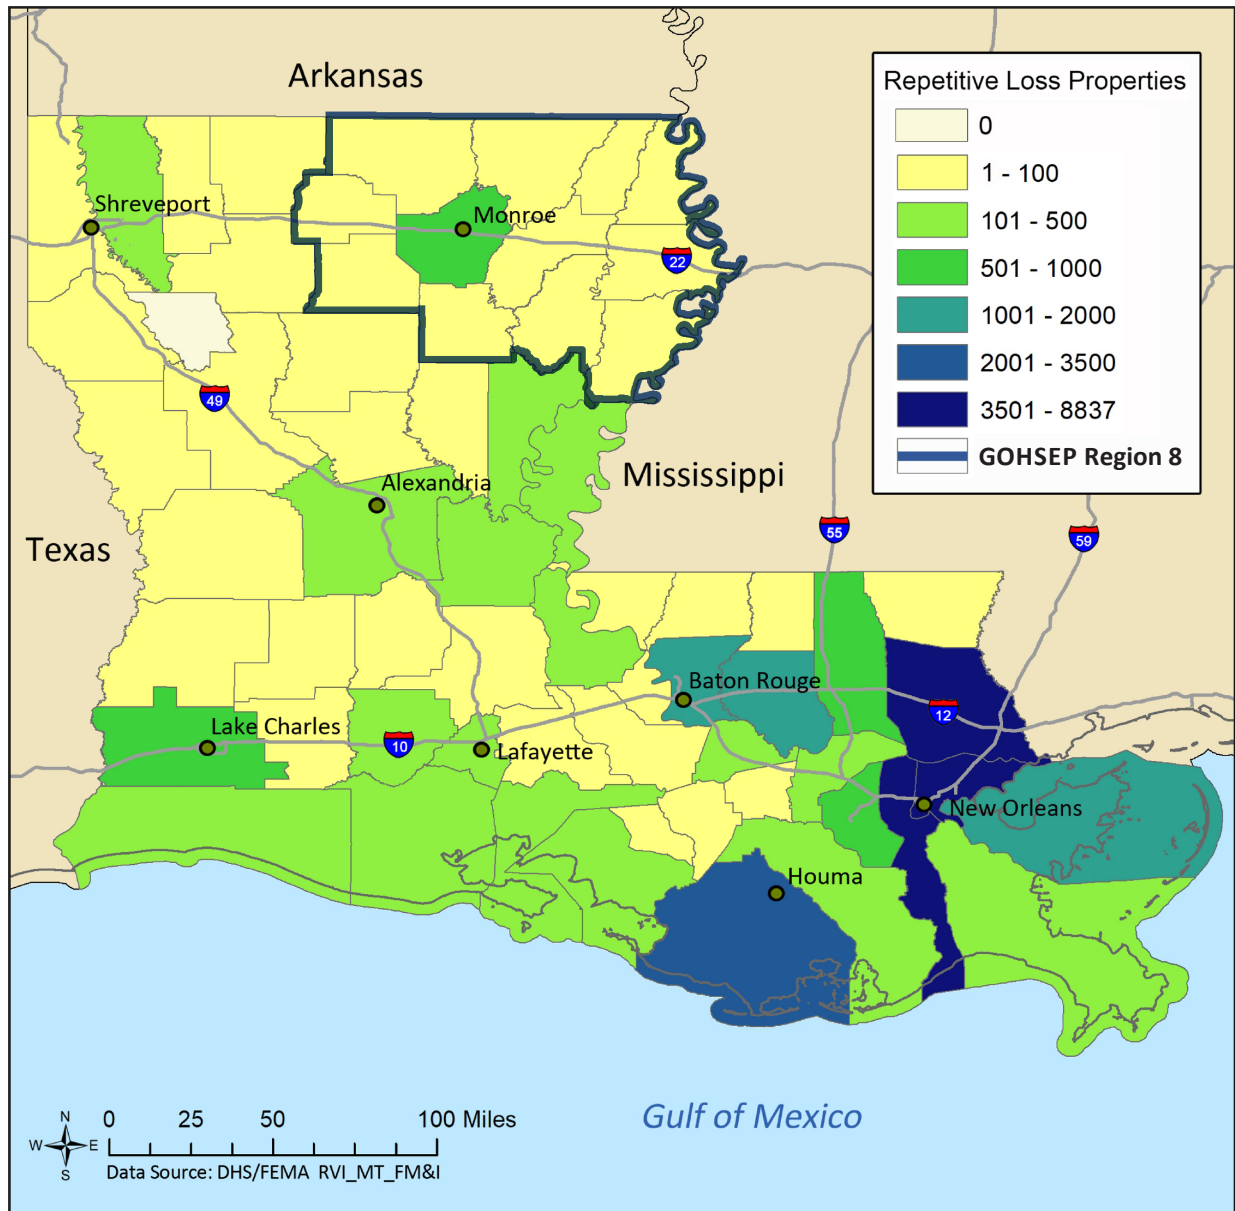 Arkansas
Repetitive Loss Properties
0
1 - 100
101 - 500
501 - 1000
1001 - 2000
2001 - 3500
3501 - 8837
GOHSEP Region 8
Shreveport
Monroe
22
49
Alexandria
Mississippi
Texas
55
59
Baton Rouge
12
Lake Charles
10
Lafayette
New Orleans
Houma
Gulf of Mexico
N
W E
S
0 25 50 100 Miles
Data Source: DHS/FEMA RVI_MT_FM&I